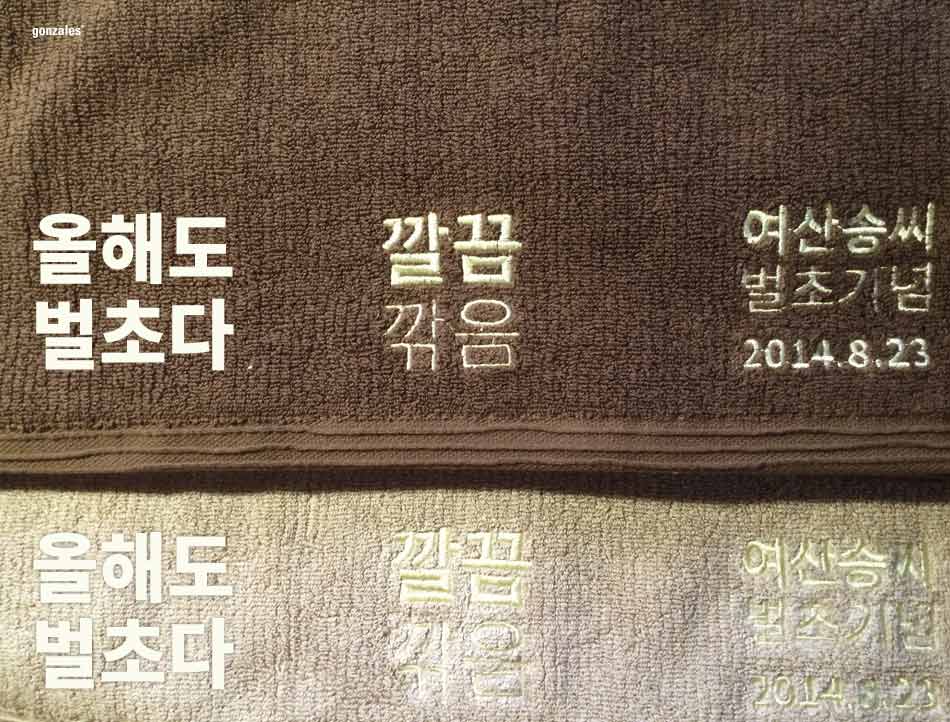 gonzales
올해도
벌초다
깔끔
깎음
여산송씨
벌초기념
2014.8.23
올해도
벌초다
깔끔
깎음
여산송씨
벌초기념
2014.8.23